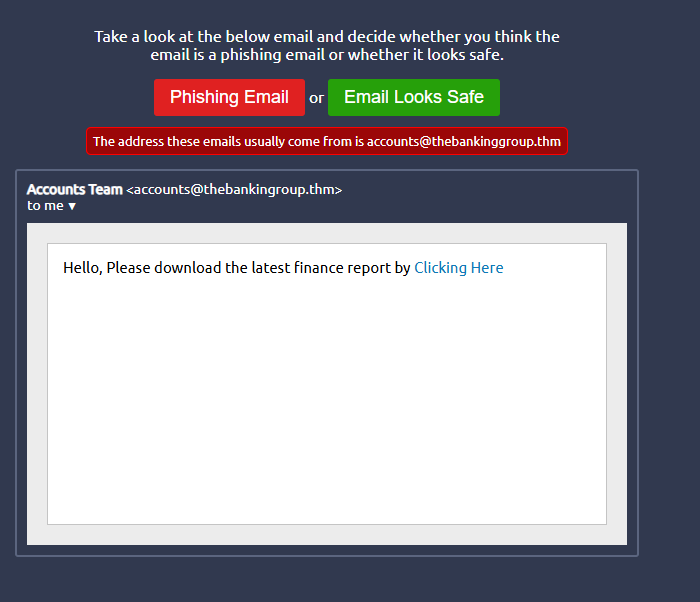 Take a look at the below email and decide whether you think the
email is a phishing email or whether it looks safe.
Phishing Email or Email Looks Safe
The address these emails usually come from is accounts@thebankinggroup.thm
Accounts Team <accounts@thebankingroup.thm>
to me ▼
Hello, Please download the latest finance report by Clicking Here